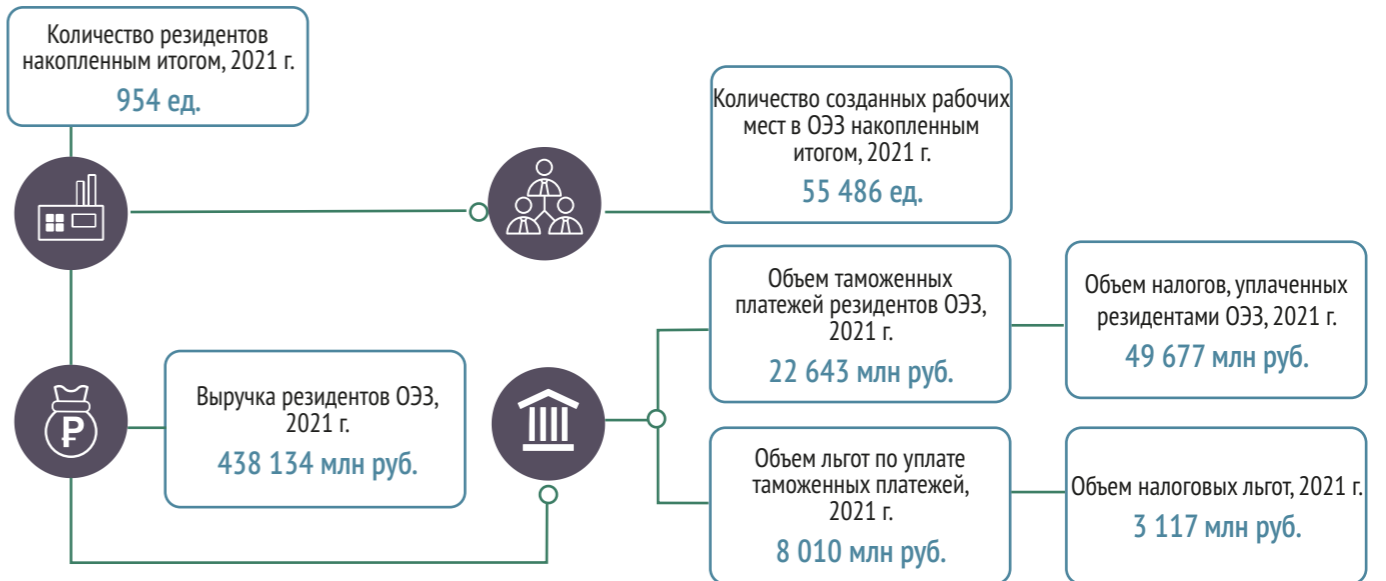 Количество резидентов
накопленным итогом, 2021 г.
954 ед.
Количество созданных рабочих
мест в ОЭЗ накопленным
итогом, 2021 г.
55 486 ед.
Объем таможенных
платежей резидентов ОЭЗ,
2021 г.
22 643 млн руб.
Объем налогов, уплаченных
резидентами ОЭЗ, 2021 г.
49 677 млн руб.
Выручка резидентов ОЭЗ,
2021 г.
438 134 млн руб.
Объем льгот по уплате
таможенных платежей,
2021 г.
8 010 млн руб.
Объем налоговых льгот, 2021 г.
3 117 млн руб.